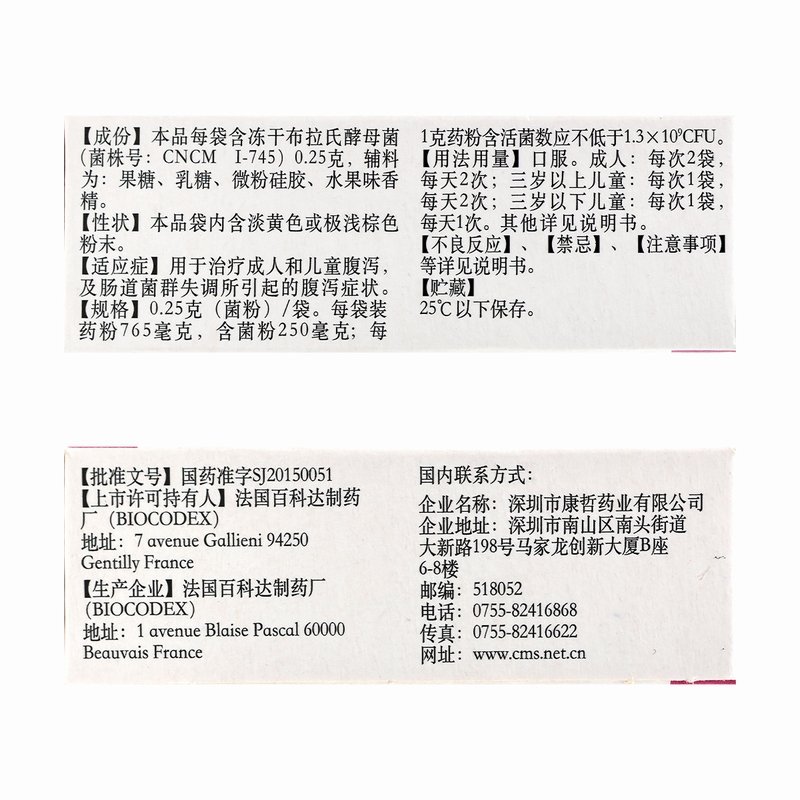 【成份】本品每袋含冻干布拉氏酵母菌
(菌株号：CNCM I-745) 0.25克，辅料
为：果糖、乳糖、微粉硅胶、水果味香
精。
【性状】本品袋内含淡黄色或极浅棕色
粉末。
【适应症】用于治疗成人和儿童腹泻，
及肠道菌群失调所引起的腹泻症状。
【规格】0.25克（菌粉）/袋。每袋装
药粉765毫克，含菌粉250毫克；每
1克药粉含活菌数应不低于1.3×10⁹CFU。
【用法用量】口服。成人：每次2袋，
每天2次；三岁以上儿童：每次1袋，
每天2次；三岁以下儿童：每次1袋，
每天1次。其他详见说明书。
【不良反应】、【禁忌】、【注意事项】
等详见说明书。
【贮藏】
25℃以下保存。
【批准文号】国药准字SJ20150051
【上市许可持有人】法国百科达制药
厂（BIOCODEX）
地址：7 avenue Gallieni 94250
Gentilly France
【生产企业】法国百科达制药厂
（BIOCODEX）
地址：1 avenue Blaise Pascal 60000
Beauvais France
国内联系方式：
企业名称：深圳市康哲药业有限公司
企业地址：深圳市南山区南头街道
大新路198号马家龙创新大厦B座
6-8楼
邮编：518052
电话：0755-82416868
传真：0755-82416622
网址：www.cms.net.cn